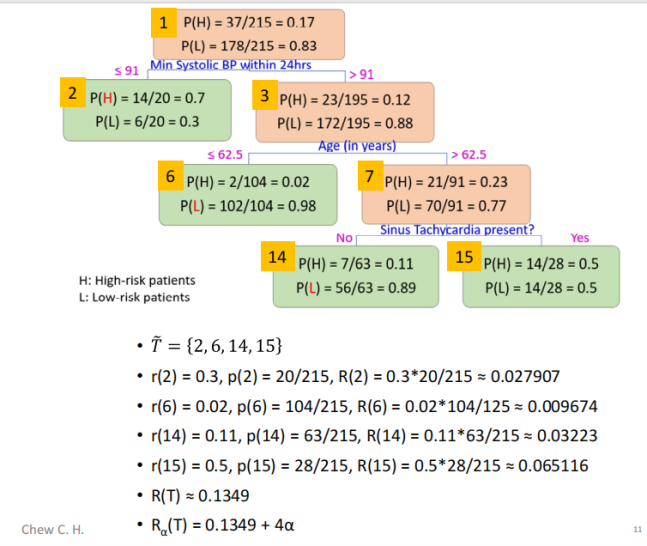 1 P(H) = 37/215 = 0.17
P(L) = 178/215 = 0.83
Min Systolic BP within 24hrs
≤ 91 > 91
2 P(H) = 14/20 = 0.7
P(L) = 6/20 = 0.3
3 P(H) = 23/195 = 0.12
P(L) = 172/195 = 0.88
Age (in years)
≤ 62.5 > 62.5
6 P(H) = 2/104 = 0.02
P(L) = 102/104 = 0.98
7 P(H) = 21/91 = 0.23
P(L) = 70/91 = 0.77
Sinus Tachycardia present?
No Yes
14 P(H) = 7/63 = 0.11
P(L) = 56/63 = 0.89
15 P(H) = 14/28 = 0.5
P(L) = 14/28 = 0.5
H: High-risk patients
L: Low-risk patients
• T̃ = {2, 6, 14, 15}
• r(2) = 0.3, p(2) = 20/215, R(2) = 0.3*20/215 ≈ 0.027907
• r(6) = 0.02, p(6) = 104/215, R(6) = 0.02*104/125 ≈ 0.009674
• r(14) = 0.11, p(14) = 63/215, R(14) = 0.11*63/215 ≈ 0.03223
• r(15) = 0.5, p(15) = 28/215, R(15) = 0.5*28/215 ≈ 0.065116
• R(T) ≈ 0.1349
• Rα(T) = 0.1349 + 4α
Chew C. H.
11